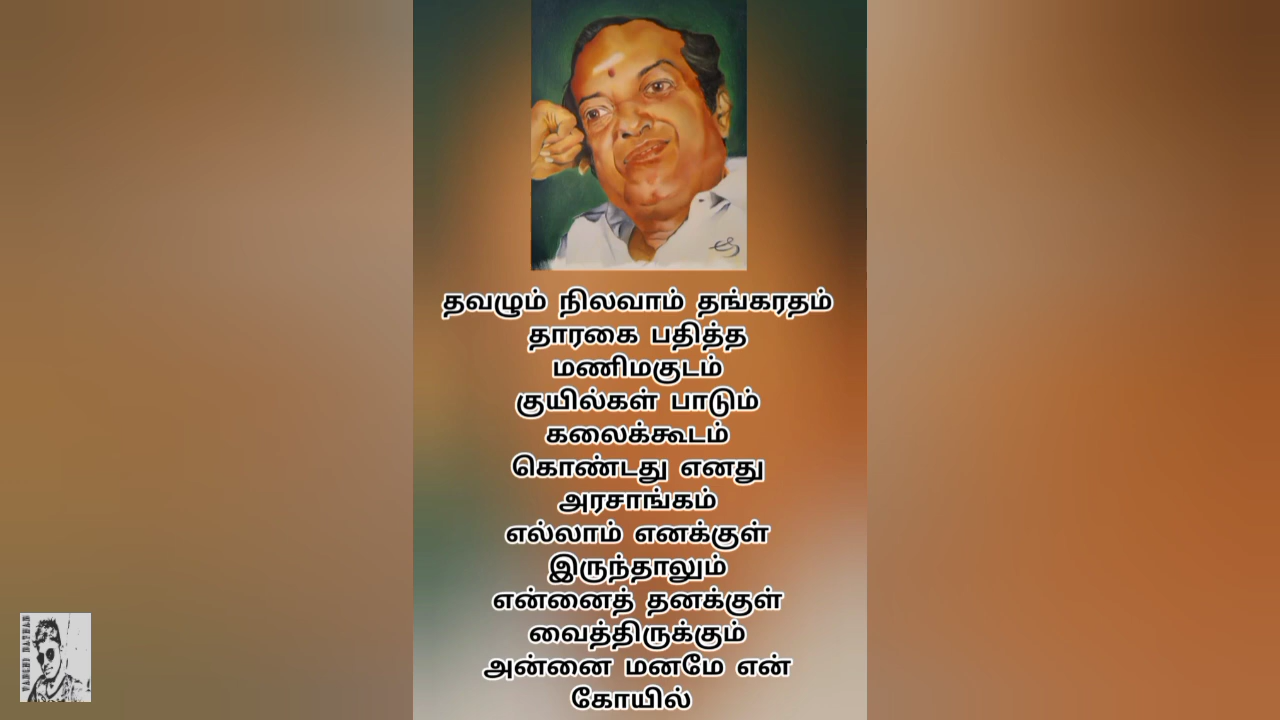 தவழும் நிலவாம் தங்கரதம்
தாரகை பதித்த
மணிமகுடம்
குயில்கள் பாடும்
கலைக்கூடம்
கொண்டது எனது
அரசாங்கம்
எல்லாம் எனக்குள்
இருந்தாலும்
என்னைத் தனக்குள்
வைத்திருக்கும்
அன்னை மனமே என்
கோயில்